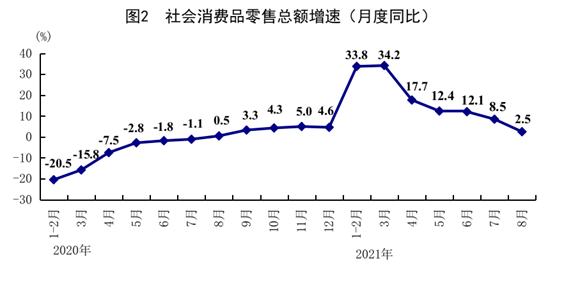 图2 社会消费品零售总额增速（月度同比）
(%)
40
30
20
10
0
-10
-20
-30
-20.5
-15.8
-7.5
-2.8
-1.8
-1.1
0.5
3.3
4.3
5.0
4.6
33.8
34.2
17.7
12.4
12.1
8.5
2.5
1-2月
3月
4月
5月
6月
7月
8月
9月
10月
11月
12月
1-2月
3月
4月
5月
6月
7月
8月
2020年
2021年